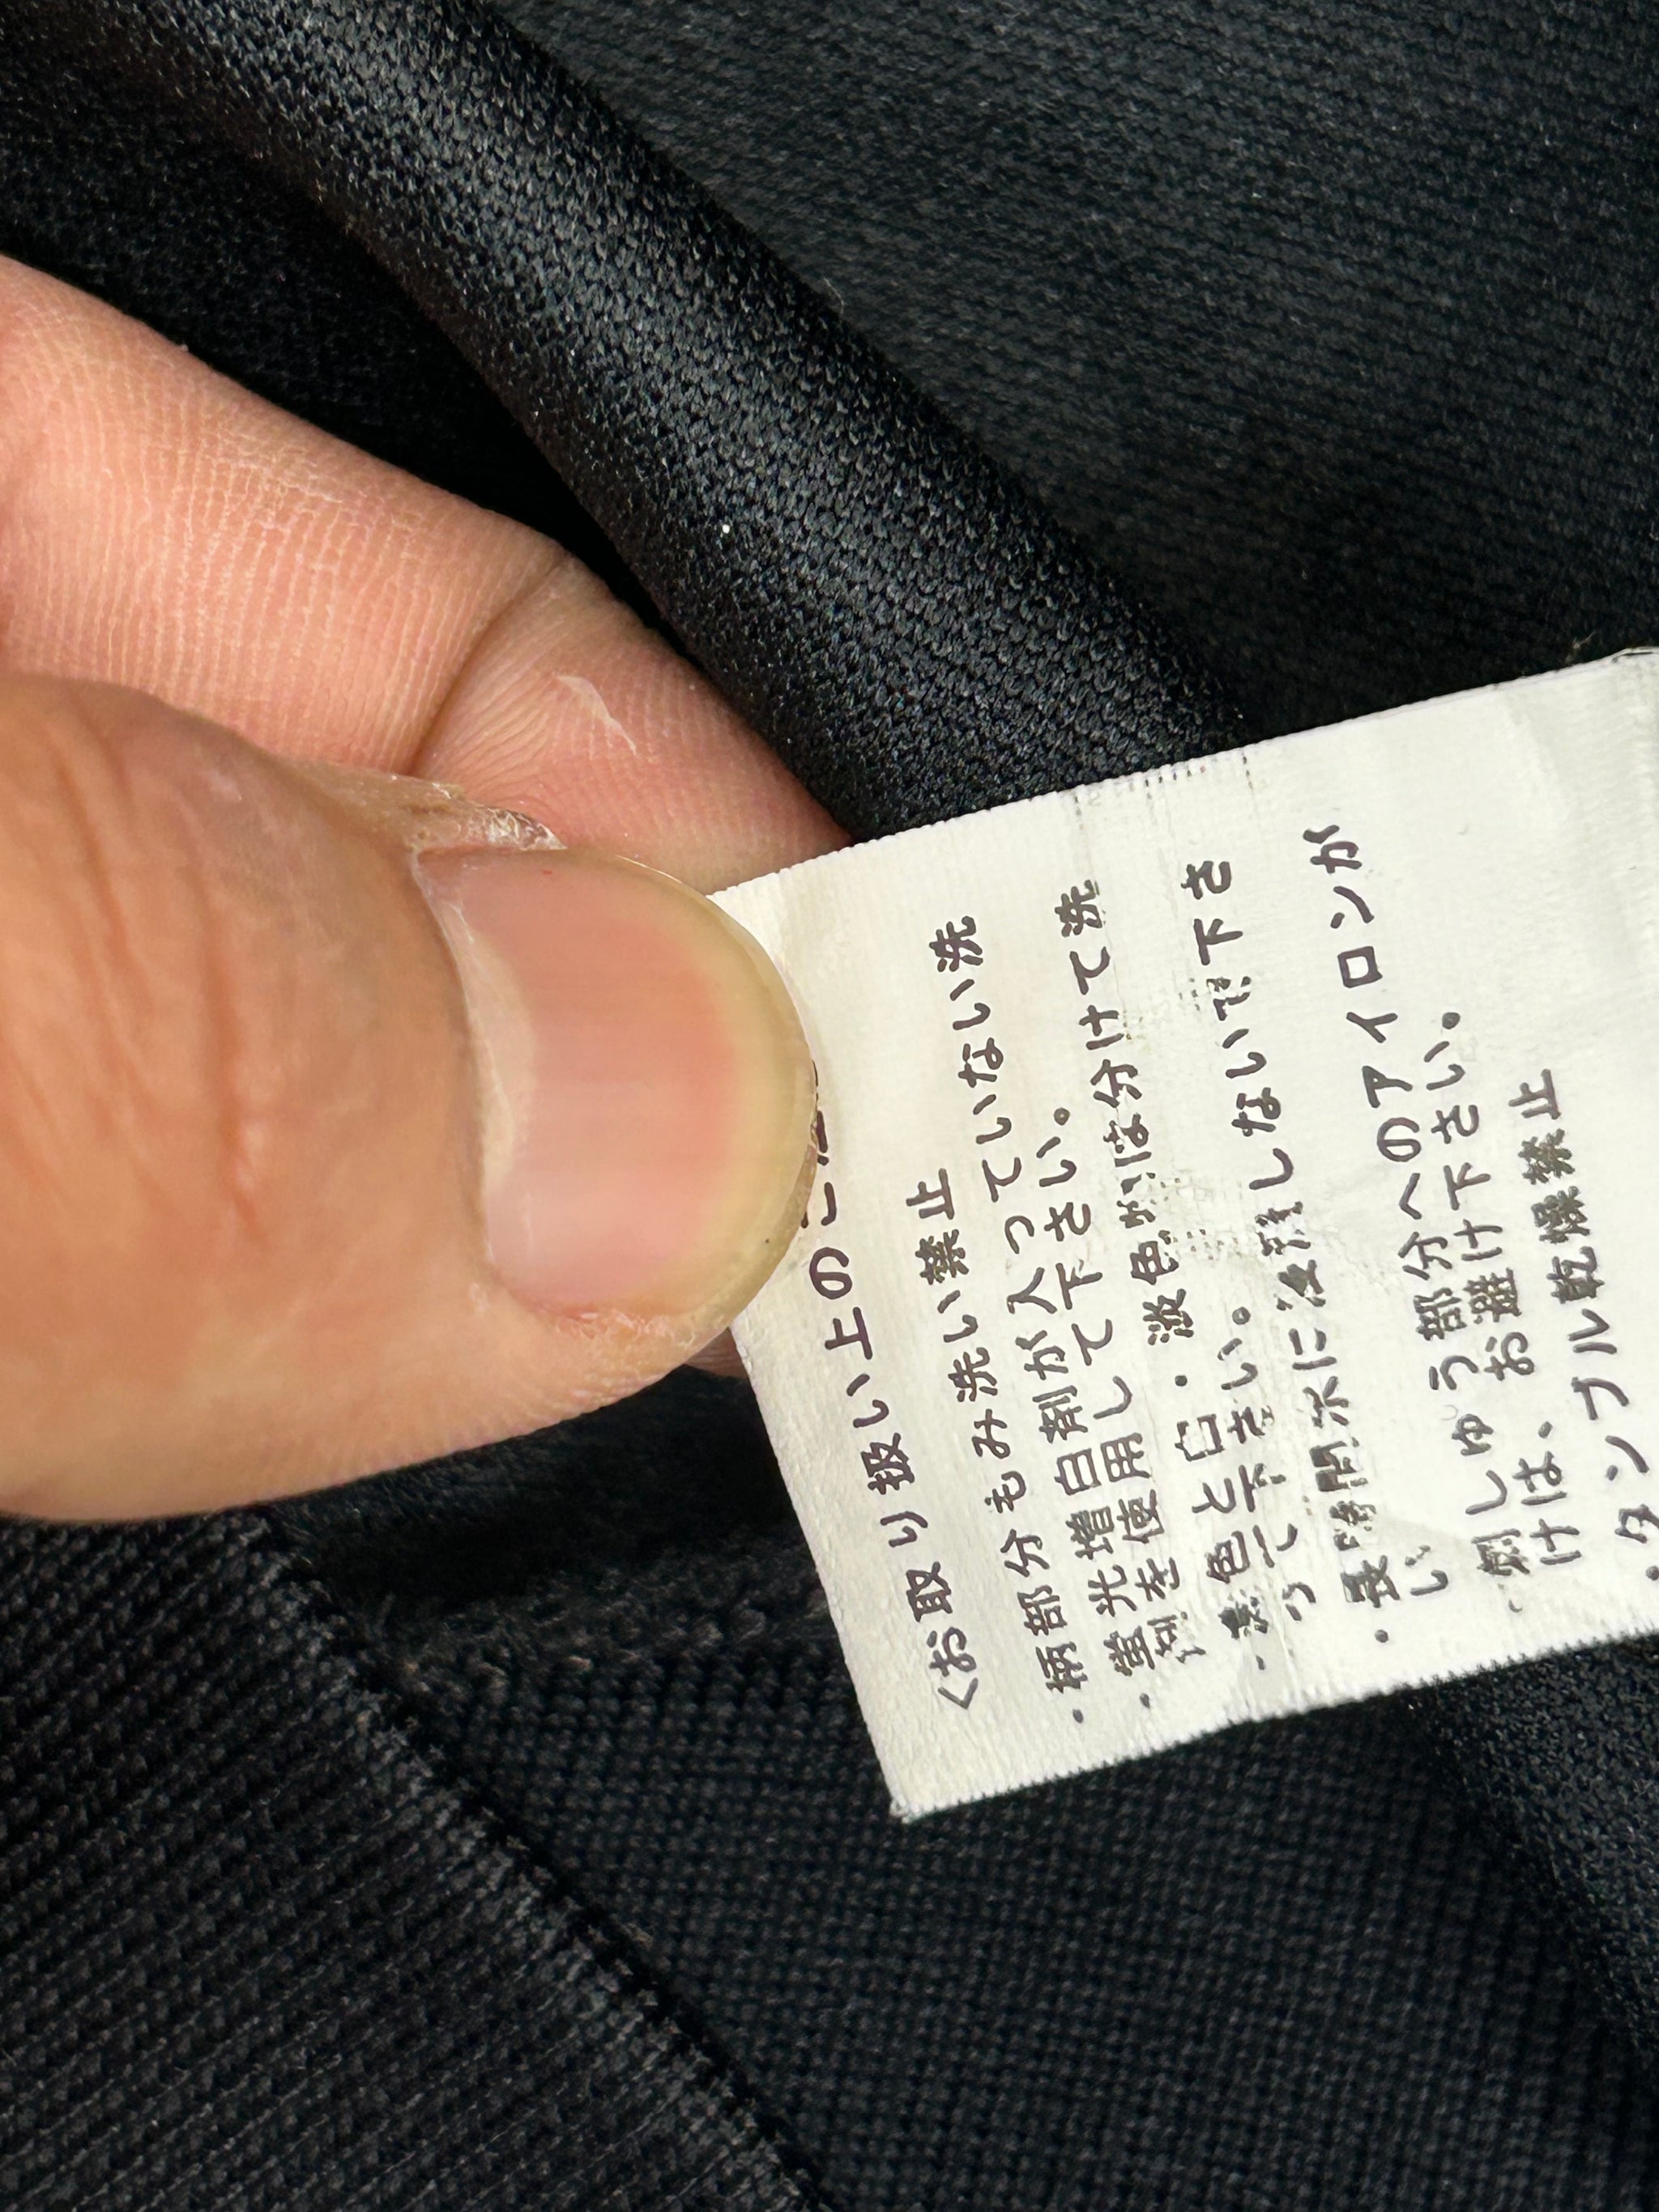 <お取り扱い上のご
・柄部分もみ洗い禁止
・蛍光増白剤が入っていない洗
剤を使用して下さい。
・濃色と白・淡色物は分けて洗
って下さい。
・長時間水に浸漬しないで下さ
い
・刺しゅう部分へのアイロンが
けは、お避け下さい。
・タンブル乾燥禁止